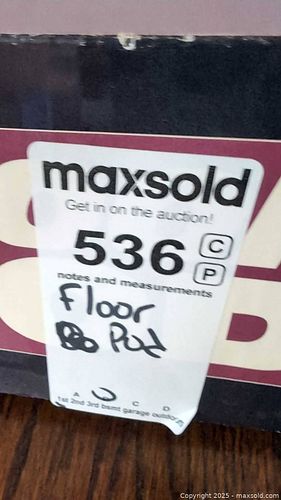 maxsold
Get in on the auction!
536 C
P
notes and measurements
Floor
Pod
A C D
1st 2nd 3rd bsmt garage outdoor
Copyright © 2025 - maxsold.com